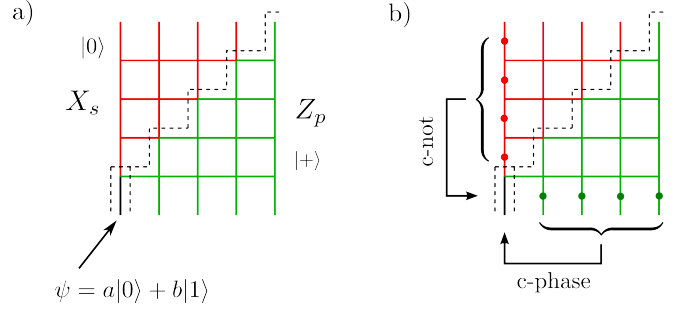 a)
|0⟩
X_s
Z_p
|+⟩
ψ = a|0⟩ + b|1⟩
b)
c-not
c-phase